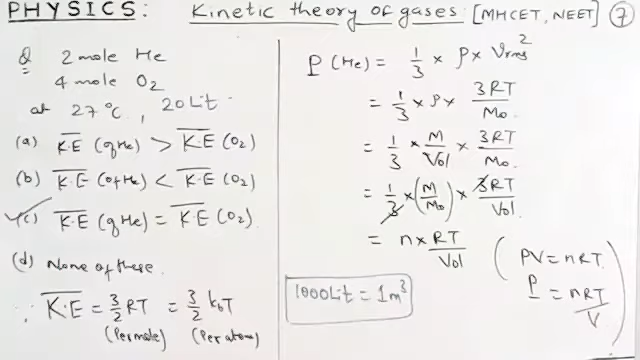 PHYSICS: Kinetic theory of gases: [MHCET, NEET] 7
Q 2 mole He
4 mole O₂
at 27°C, 20 Lit.
(a) K.E (of He) > K.E (O₂)
(b) K.E (of He) < K.E (O₂)
(c) K.E (of He) = K.E (O₂)
(d) None of these.
∵ K.E = 3/2 RT = 3/2 k_bT
(Per mole) (Per atom)
P (He) = 1/3 × ρ × Vrms²
= 1/3 × ρ × 3RT/Mo
= 1/3 × M/Vol × 3RT/Mo.
= 1/3 × (M/Mo) × 3RT/Vol.
= n × RT/Vol
(PV = nRT.
P = nRT/V)
1000 Lit = 1 m³